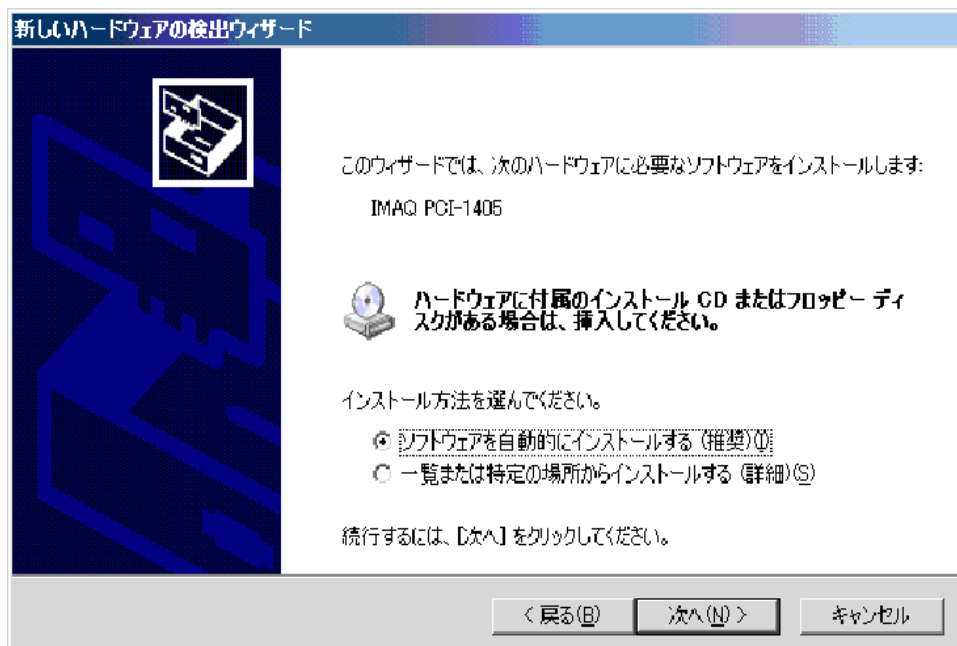 新しいハードウェアの検出ウィザード
このウィザードでは、次のハードウェアに必要なソフトウェアをインストールします:
IMAQ PCI-1405
ハードウェアに付属のインストール CD またはフロッピー ディ
スクがある場合は、挿入してください。
インストール方法を選んでください。
ソフトウェアを自動的にインストールする (推奨)(I)
一覧または特定の場所からインストールする (詳細)(S)
続行するには、[次へ] をクリックしてください。
< 戻る(B) 次へ(N) > キャンセル